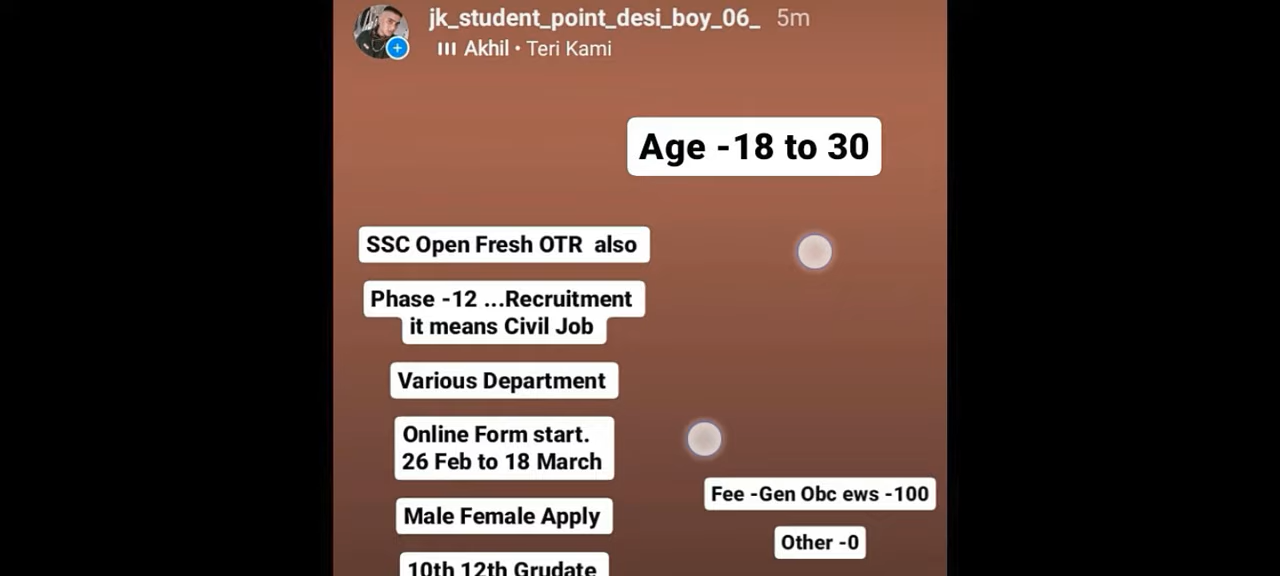 jk_student_point_desi_boy_06_ 5m
Akhil • Teri Kami
Age -18 to 30
SSC Open Fresh OTR also
Phase -12 ...Recruitment
it means Civil Job
Various Department
Online Form start.
26 Feb to 18 March
Fee -Gen Obc ews -100
Male Female Apply
Other -0
10th 12th Grudate